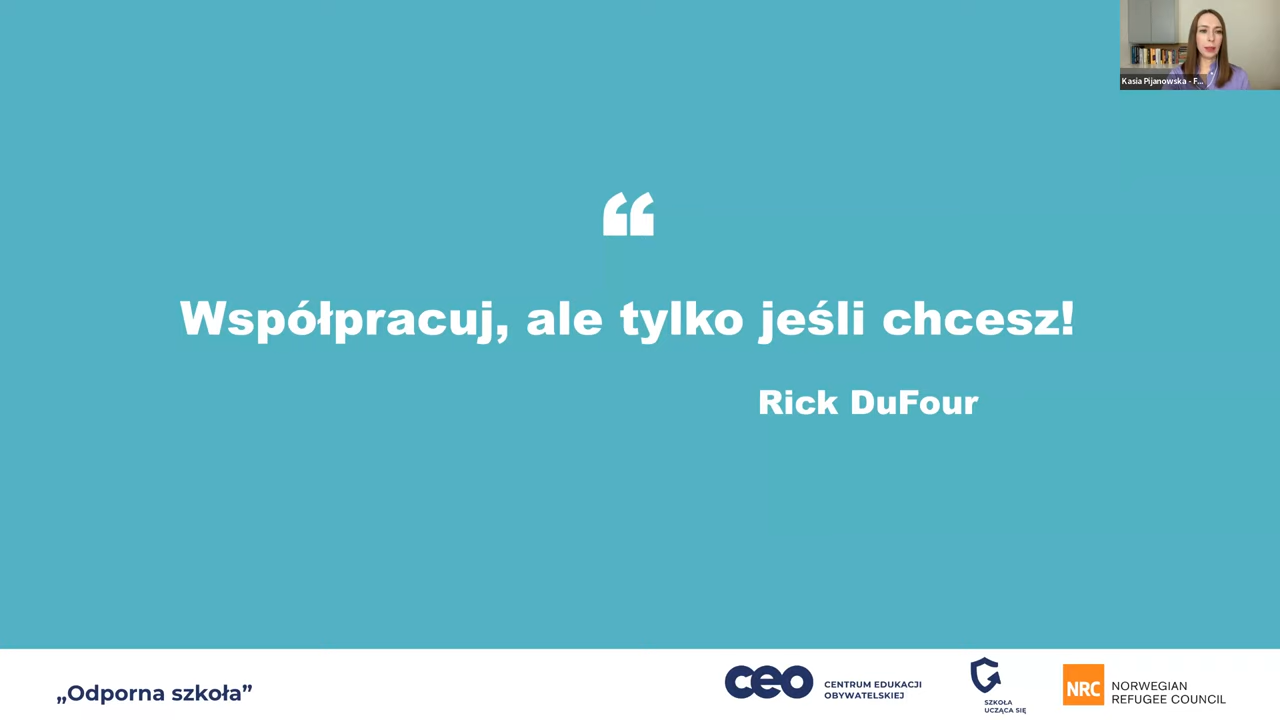 Kasia Pijanowska - F...
“
Współpracuj, ale tylko jeśli chcesz!
Rick DuFour
„Odporna szkoła”
ceo
CENTRUM EDUKACJI
OBYWATELSKIEJ
SZKOŁA
UCZĄCA SIĘ
NRC
NORWEGIAN
REFUGEE COUNCIL